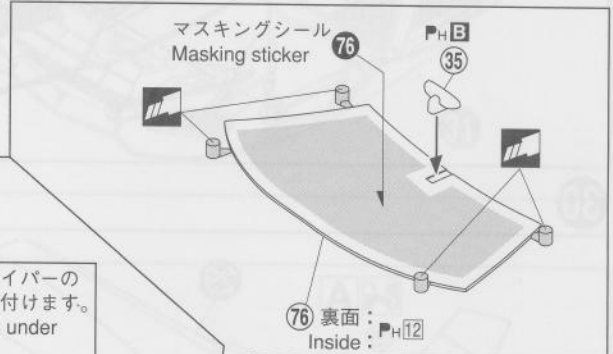 マスキングシール
Masking sticker
76
PH B
35
イパーの
付けます。
under
76 裏面:
Inside:
PH 12